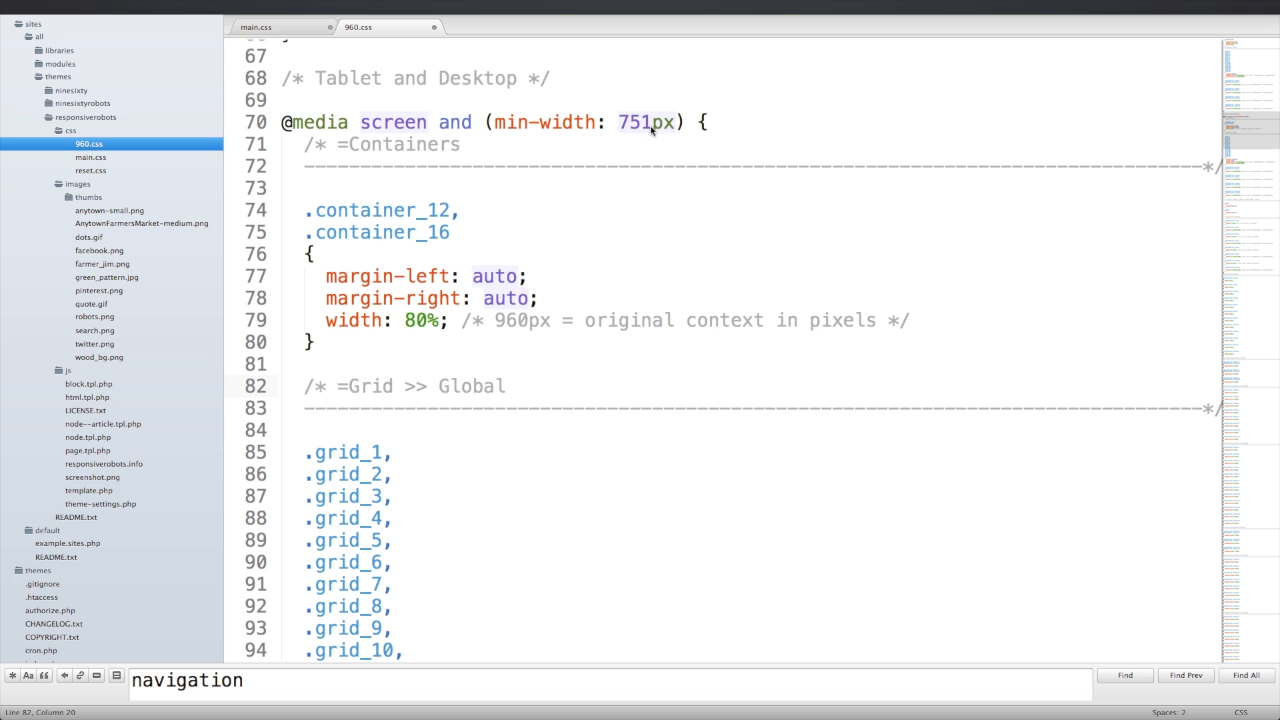 sites
all
libraries
modules
themes
ninesixty
ninesixtyrobots
responsiverobots
css
960.css
main.css
reset.css
images
thumbs
anytown-small.png
Anytown-FarmersMarket-medium.png
dots.gif
facebook.png
farmer_jim.png
green_pattern.jpg
pinterest.png
quote.gif
robot.png
search.png
twitter.png
wood_bg.png
js
block.tpl.php
html.tpl.php
LICENSE.txt
node--article.tpl.php
node.tpl.php
page.tpl.php
responsiverobots.info
screenshot.png
template.php
theme-settings.php
README.txt
default
example.sites.php
README.txt
themes
.gitignore
.htaccess
authorize.php
CHANGELOG.txt
COPYRIGHT.txt
cron.php
main.css
960.css
67
68 /* Tablet and Desktop */
69
70 @media screen and (min-width: 751px) {
71 /* =Containers
72 --------------------------------------------------------------------------------*/
73
74 .container_12,
75 .container_16
76 {
77 margin-left: auto;
78 margin-right: auto;
79 width: 80%; /* 960px = original context in pixels */
80 }
81
82 /* =Grid >> Global
83 --------------------------------------------------------------------------------*/
84
85 .grid_1,
86 .grid_2,
87 .grid_3,
88 .grid_4,
89 .grid_5,
90 .grid_6,
91 .grid_7,
92 .grid_8,
93 .grid_9,
94 .grid_10,
.* Aa
navigation
Find
Find Prev
Find All
Line 82, Column 20
Spaces: 2
CSS